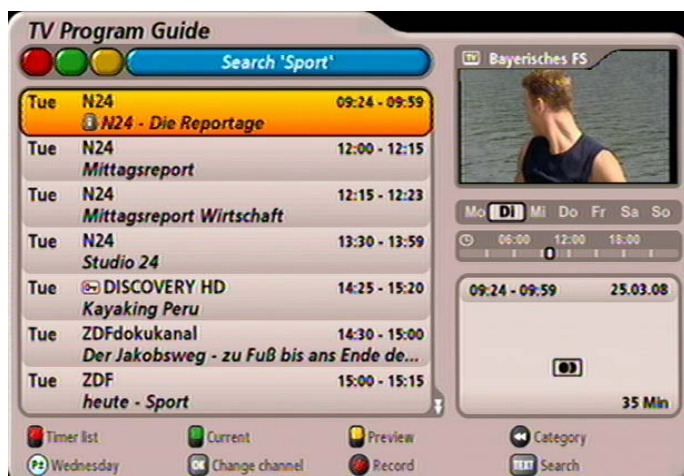 TV Program Guide
Search 'Sport'
Tue N24 09:24 - 09:59
N24 - Die Reportage
Tue N24 12:00 - 12:15
Mittagsreport
Tue N24 12:15 - 12:23
Mittagsreport Wirtschaft
Tue N24 13:30 - 13:59
Studio 24
Tue DISCOVERY HD 14:25 - 15:20
Kayaking Peru
Tue ZDFdokukanal 14:30 - 15:00
Der Jakobsweg - zu Fuß bis ans Ende de...
Tue ZDF 15:00 - 15:15
heute - Sport
TV Bayerisches FS
Mo Di Mi Do Fr Sa So
06:00 12:00 18:00
09:24 - 09:59 25.03.08
35 Min
Timer list Current Preview Category
P+ Wednesday OK Change channel Record TEXT Search